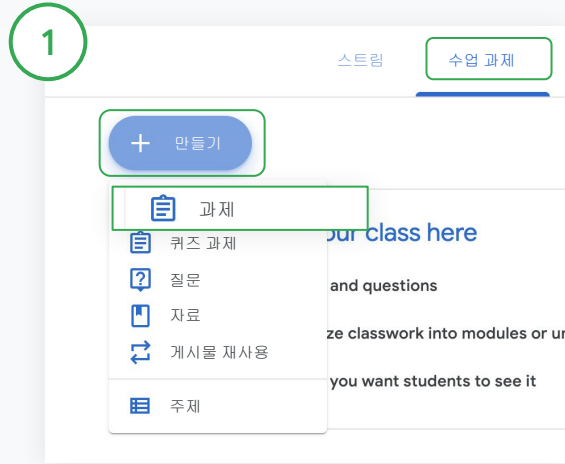 1
스트림 수업 과제
만들기
과제
our class here
퀴즈 과제
and questions
질문
자료
ze classwork into modules or
게시물 재사용
you want students to see it
주제